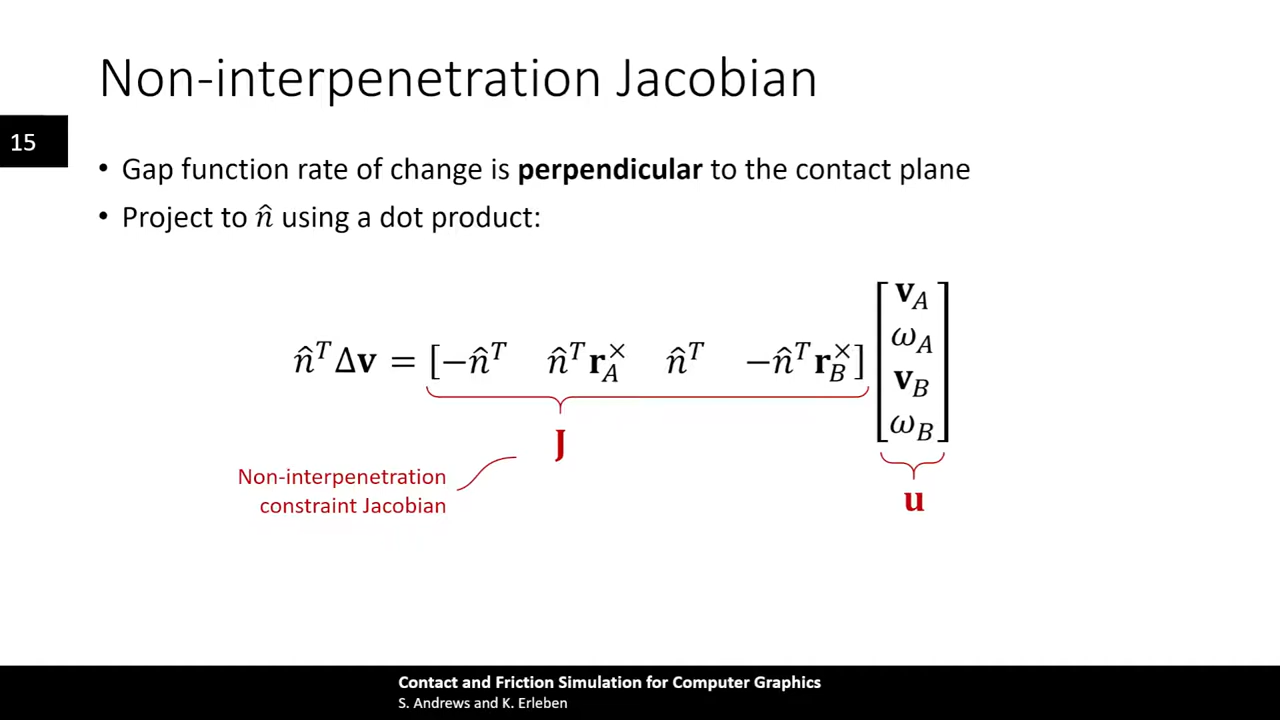 Non-interpenetration Jacobian
15
• Gap function rate of change is perpendicular to the contact plane
• Project to n̂ using a dot product:
n̂ᵀΔv = [−n̂ᵀ n̂ᵀr_A^× n̂ᵀ −n̂ᵀr_B^×]
v_A
ω_A
v_B
ω_B
J
Non-interpenetration
constraint Jacobian
u
Contact and Friction Simulation for Computer Graphics
S. Andrews and K. Erleben